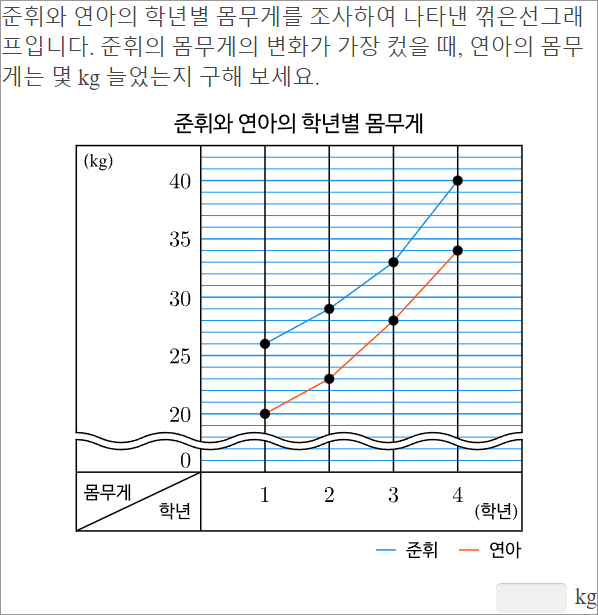 준휘와 연아의 학년별 몸무게를 조사하여 나타낸 꺾은선그래
프입니다. 준휘의 몸무게의 변화가 가장 컸을 때, 연아의 몸무
게는 몇 kg 늘었는지 구해 보세요.
준휘와 연아의 학년별 몸무게
(kg)
40
35
30
25
20
0
몸무게
학년
1 2 3 4
(학년)
준휘 연아
kg